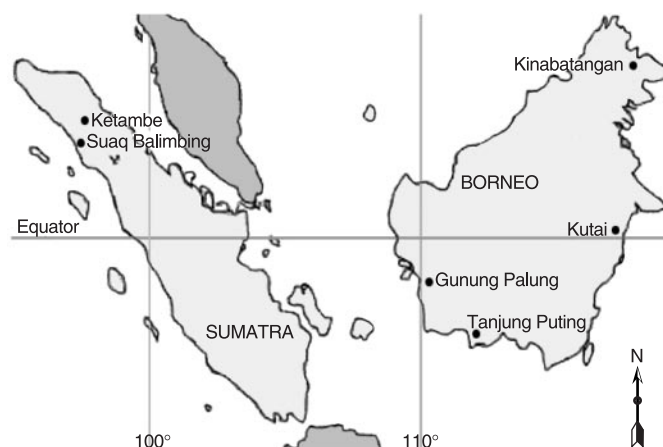 Kinabatangan
Ketambe
Suaq Balimbing
BORNEO
Equator
Kutai
Gunung Palung
SUMATRA
Tanjung Puting
N
100°
110°